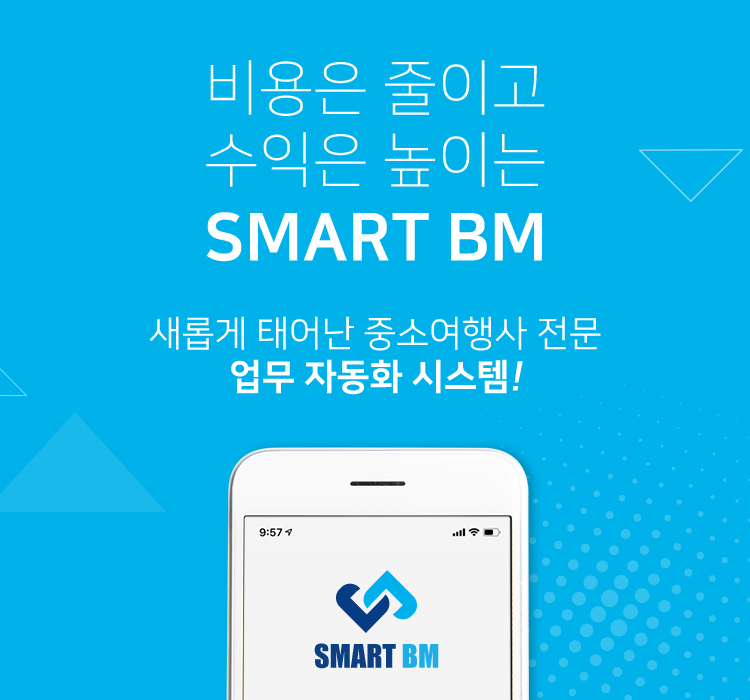 비용은 줄이고
수익은 높이는
SMART BM
새롭게 태어난 중소여행사 전문
업무 자동화 시스템!
9:57
SMART BM